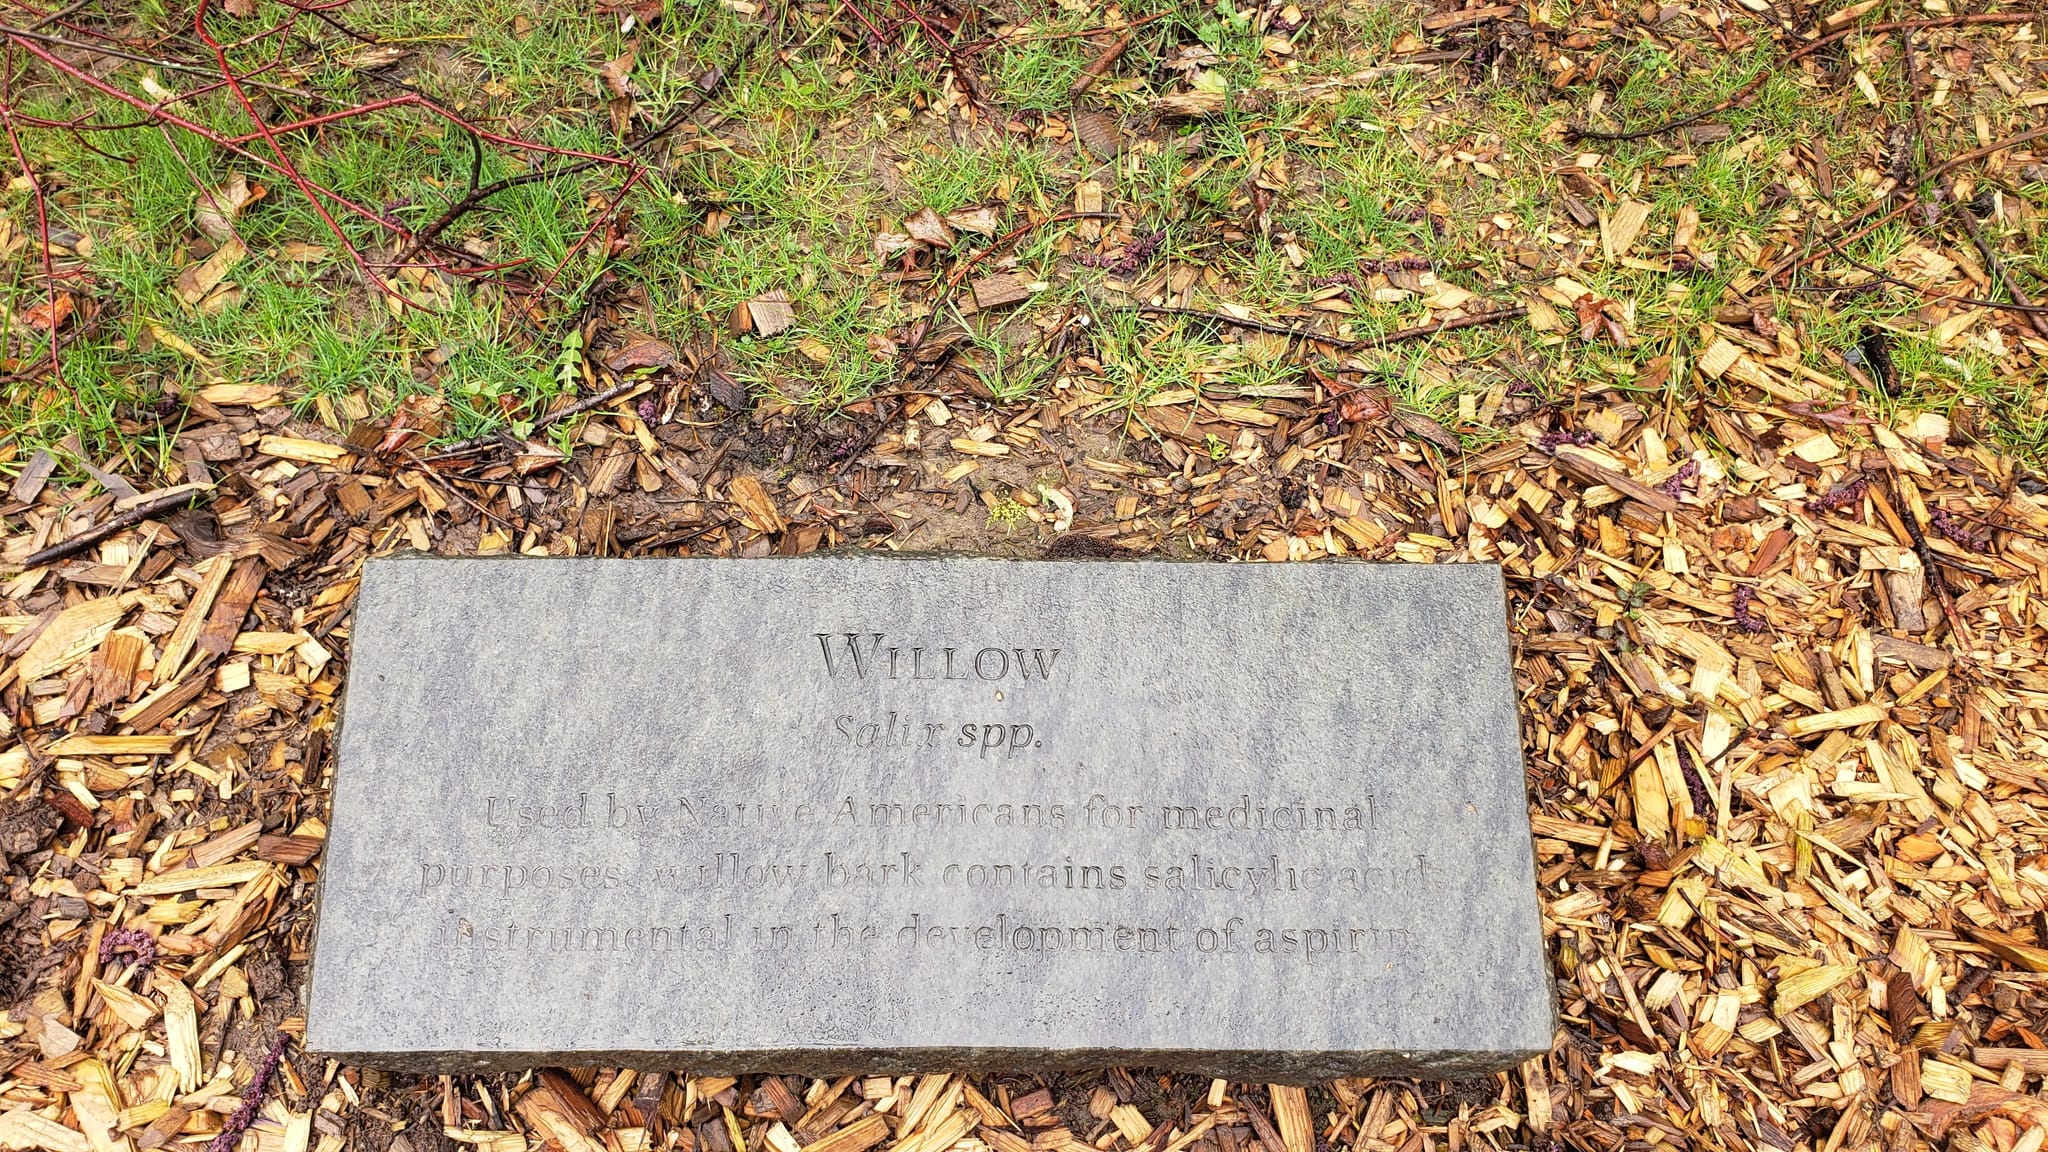 WILLOW
Salix spp.
Used by Native Americans for medicinal
purposes, willow bark contains salicylic acid,
instrumental in the development of aspirin.